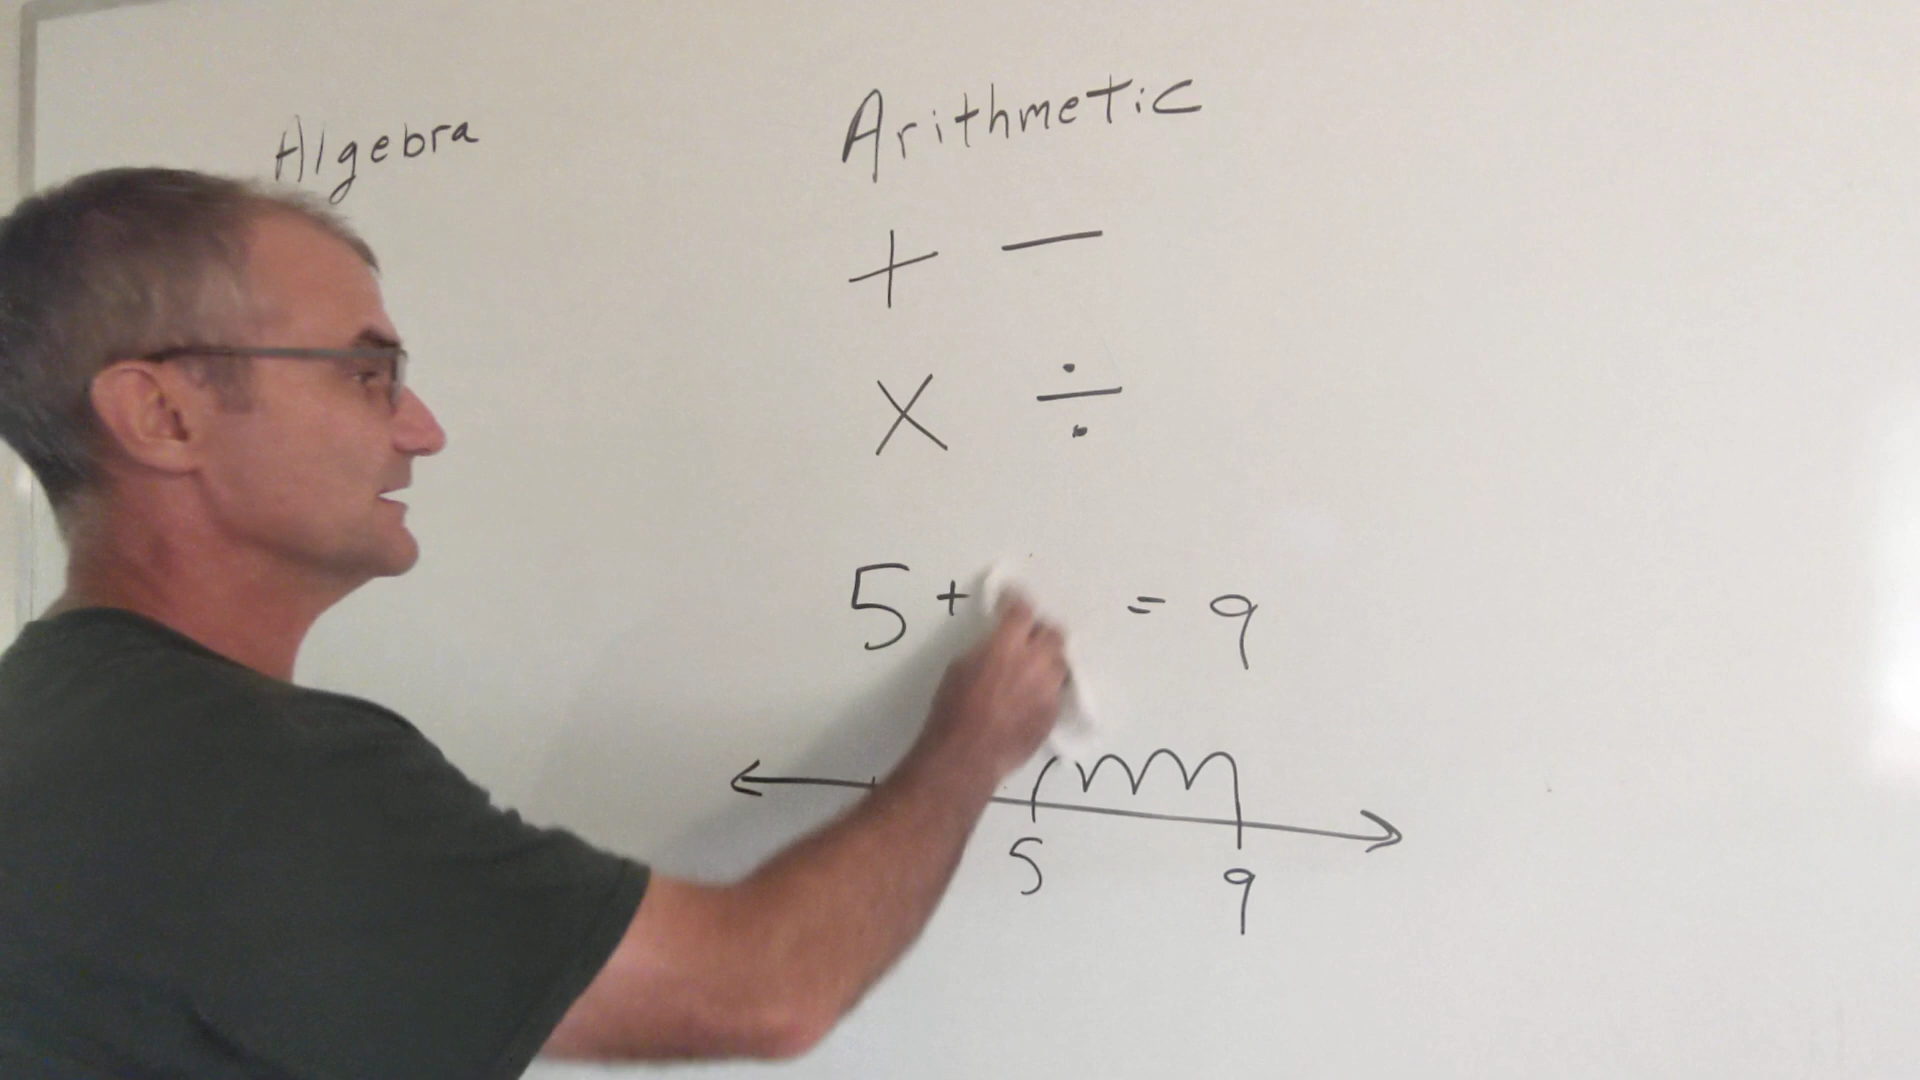 Algebra
Arithmetic
+ −
× ÷
5 + = 9
5 9